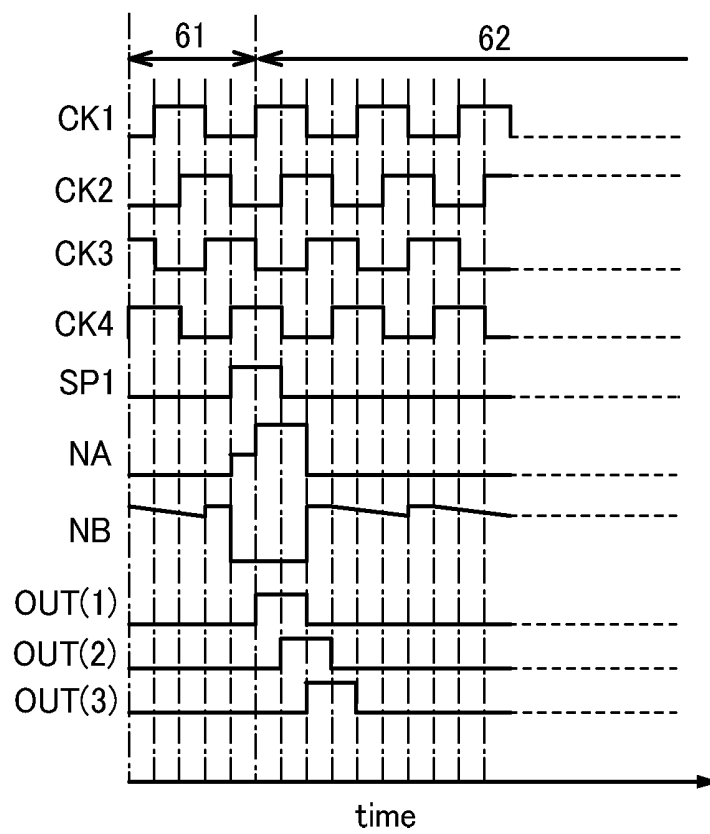 61
62
CK1
CK2
CK3
CK4
SP1
NA
NB
OUT(1)
OUT(2)
OUT(3)
time